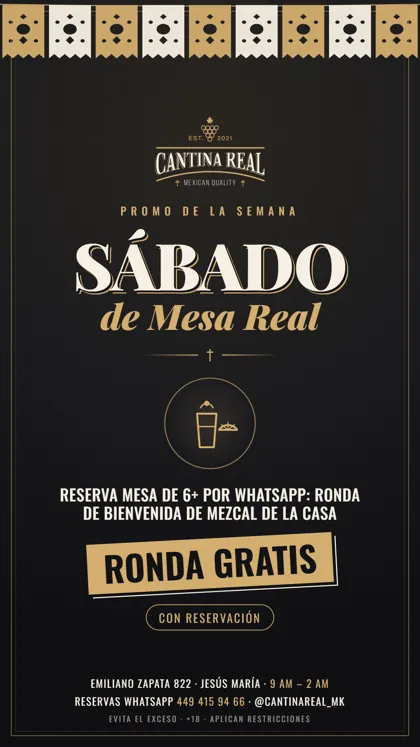 EST. 2021
CANTINA REAL
MEXICAN QUALITY
PROMO DE LA SEMANA
SÁBADO
de Mesa Real
RESERVA MESA DE 6+ POR WHATSAPP: RONDA
DE BIENVENIDA DE MEZCAL DE LA CASA
RONDA GRATIS
CON RESERVACIÓN
EMILIANO ZAPATA 822 · JESÚS MARÍA · 9 AM – 2 AM
RESERVAS WHATSAPP 449 415 94 66 · @CANTINAREAL_MK
EVITA EL EXCESO · +18 · APLICAN RESTRICCIONES